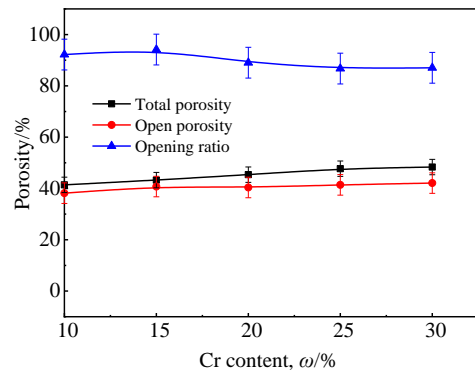 100
80
60
40
20
0
Porosity/%
Total porosity
Open porosity
Opening ratio
10 15 20 25 30
Cr content, ω/%